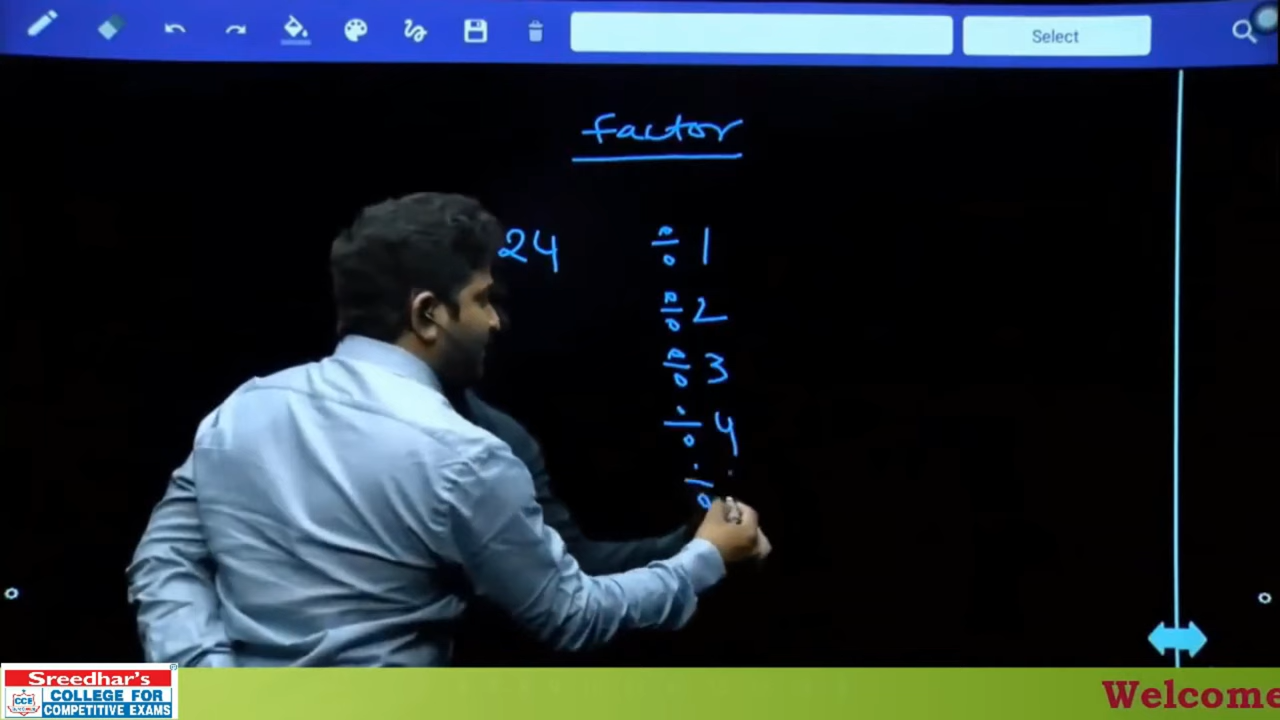 Select
factor
24 ÷ 1
÷ 2
÷ 3
÷ 4
÷
Sreedhar's
CCE
COLLEGE FOR
COMPETITIVE EXAMS
Welcome